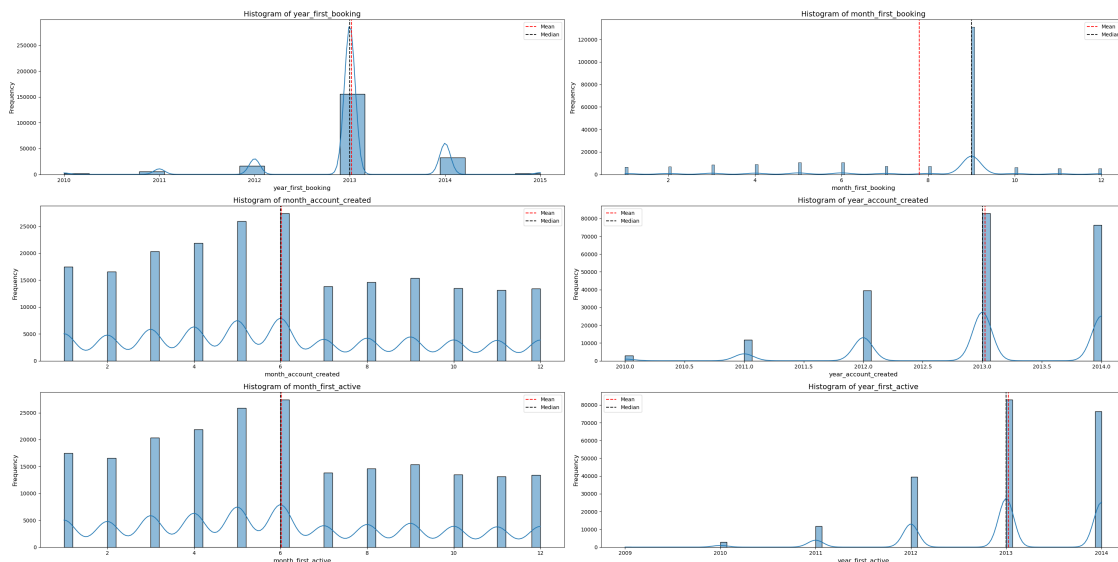 Histogram of year_first_booking
Mean
Median
250000
200000
150000
100000
50000
0
Frequency
2010 2011 2012 2013 2014 2015
year_first_booking
Histogram of month_first_booking
Mean
Median
120000
100000
80000
60000
40000
20000
0
Frequency
2 4 6 8 10 12
month_first_booking
Histogram of month_account_created
Mean
Median
25000
20000
15000
10000
5000
0
Frequency
2 4 6 8 10 12
month_account_created
Histogram of year_account_created
Mean
Median
80000
70000
60000
50000
40000
30000
20000
10000
0
Frequency
2010.0 2010.5 2011.0 2011.5 2012.0 2012.5 2013.0 2013.5 2014.0
year_account_created
Histogram of month_first_active
Mean
Median
25000
20000
15000
10000
5000
0
Frequency
2 4 6 8 10 12
month_first_active
Histogram of year_first_active
Mean
Median
80000
70000
60000
50000
40000
30000
20000
10000
0
Frequency
2009 2010 2011 2012 2013 2014
year_first_active